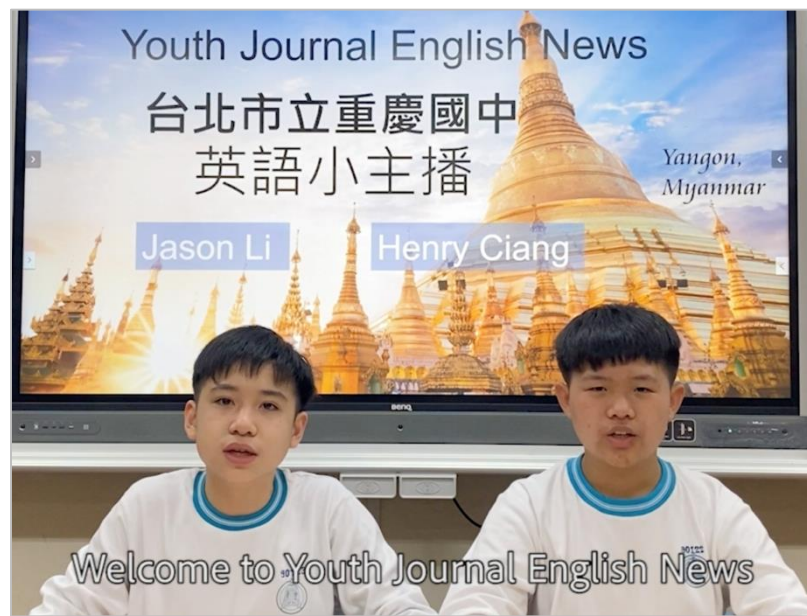 Youth Journal English News
台北市立重慶國中
英語小主播
Yangon,
Myanmar
Jason Li
Henry Ciang
BenQ
Welcome to Youth Journal English News